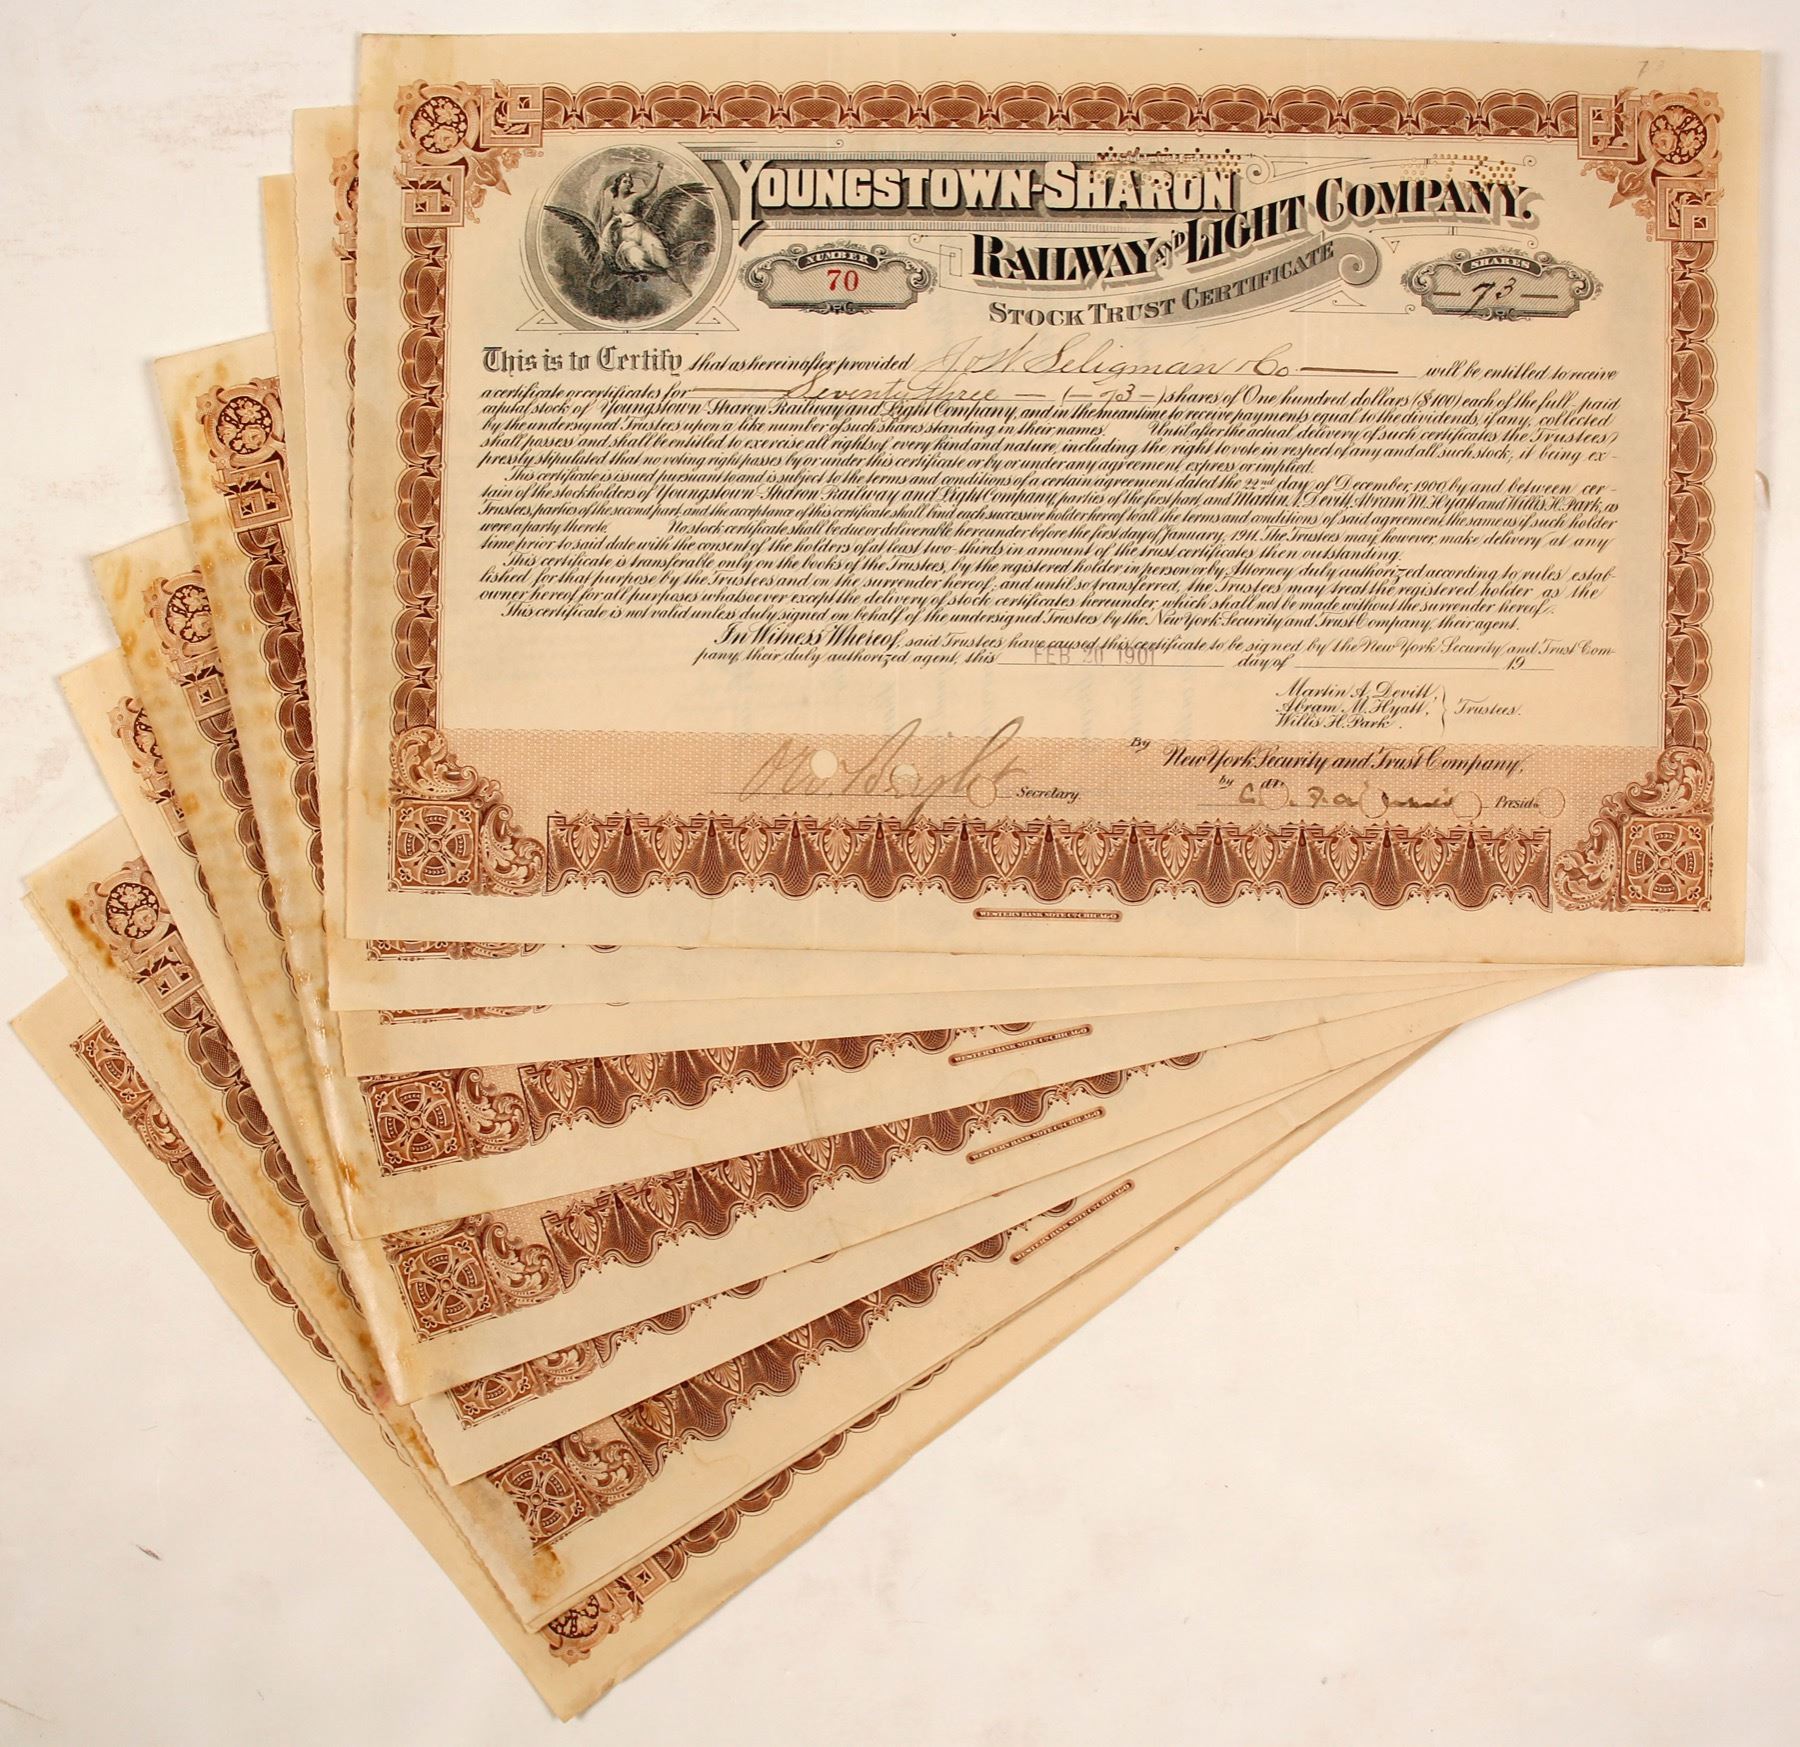 YOUNGSTOWN-SHARON
RAILWAY AND LIGHT COMPANY.
STOCK TRUST CERTIFICATE
NUMBER
70
SHARES
73
This is to Certify that as hereinafter provided J & W Seligman & Co. will be entitled to receive
a certificate or certificates for Seventy three (73) shares of One hundred dollars ($100) each of the full paid
capital stock of Youngstown-Sharon Railway and Light Company, and in the meantime to receive payments equal to the dividends, if any, collected
by the undersigned Trustees upon a like number of such shares standing in their names. Until after the actual delivery of such certificates the Trustees
shall possess and shall be entitled to exercise all rights of every kind and nature, including the right to vote in respect of any and all such stock; it being ex-
pressly stipulated that no voting right passes by or under this certificate or by or under any agreement, express or implied.
This certificate is issued pursuant to and is subject to the terms and conditions of a certain agreement dated the 22nd day of December, 1900, by and between cer-
tain of the stockholders of Youngstown-Sharon Railway and Light Company, parties of the first part, and Martin A. Devitt, Abram M. Hyatt and Willis H. Park, as
Trustees, parties of the second part, and the acceptance of this certificate shall bind each successive holder hereof to all the terms and conditions of said agreement the same as if such holder
were a party thereto. No stock certificate shall be due or deliverable hereunder before the first day of January, 1911. The Trustees may, however, make delivery at any
time prior to said date with the consent of the holders of at least two-thirds in amount of the trust certificates then outstanding.
This certificate is transferable only on the books of the Trustees, by the registered holder in person or by Attorney duly authorized according to rules estab-
lished for that purpose by the Trustees and on the surrender hereof; and until so transferred, the Trustees may treat the registered holder as the
owner hereof for all purposes whatsoever except the delivery of stock certificates hereunder, which shall not be made without the surrender hereof.
This certificate is not valid unless duly signed on behalf of the undersigned Trustees by the New York Security and Trust Company, their agent.
In Witness Whereof, said Trustees have caused this certificate to be signed by the New York Security and Trust Com-
pany, their duly authorized agent, this FEB 20 1901 day of 19
Martin A. Devitt,
Abram M. Hyatt,
Willis H. Park.
Trustees.
By
New York Security and Trust Company,
Secretary.
by
Presid
WESTERN BANK NOTE CO. CHICAGO
WESTERN BANK NOTE CO. CHICAGO
WESTERN BANK NOTE CO. CHICAGO
WESTERN BANK NOTE CO. CHICAGO